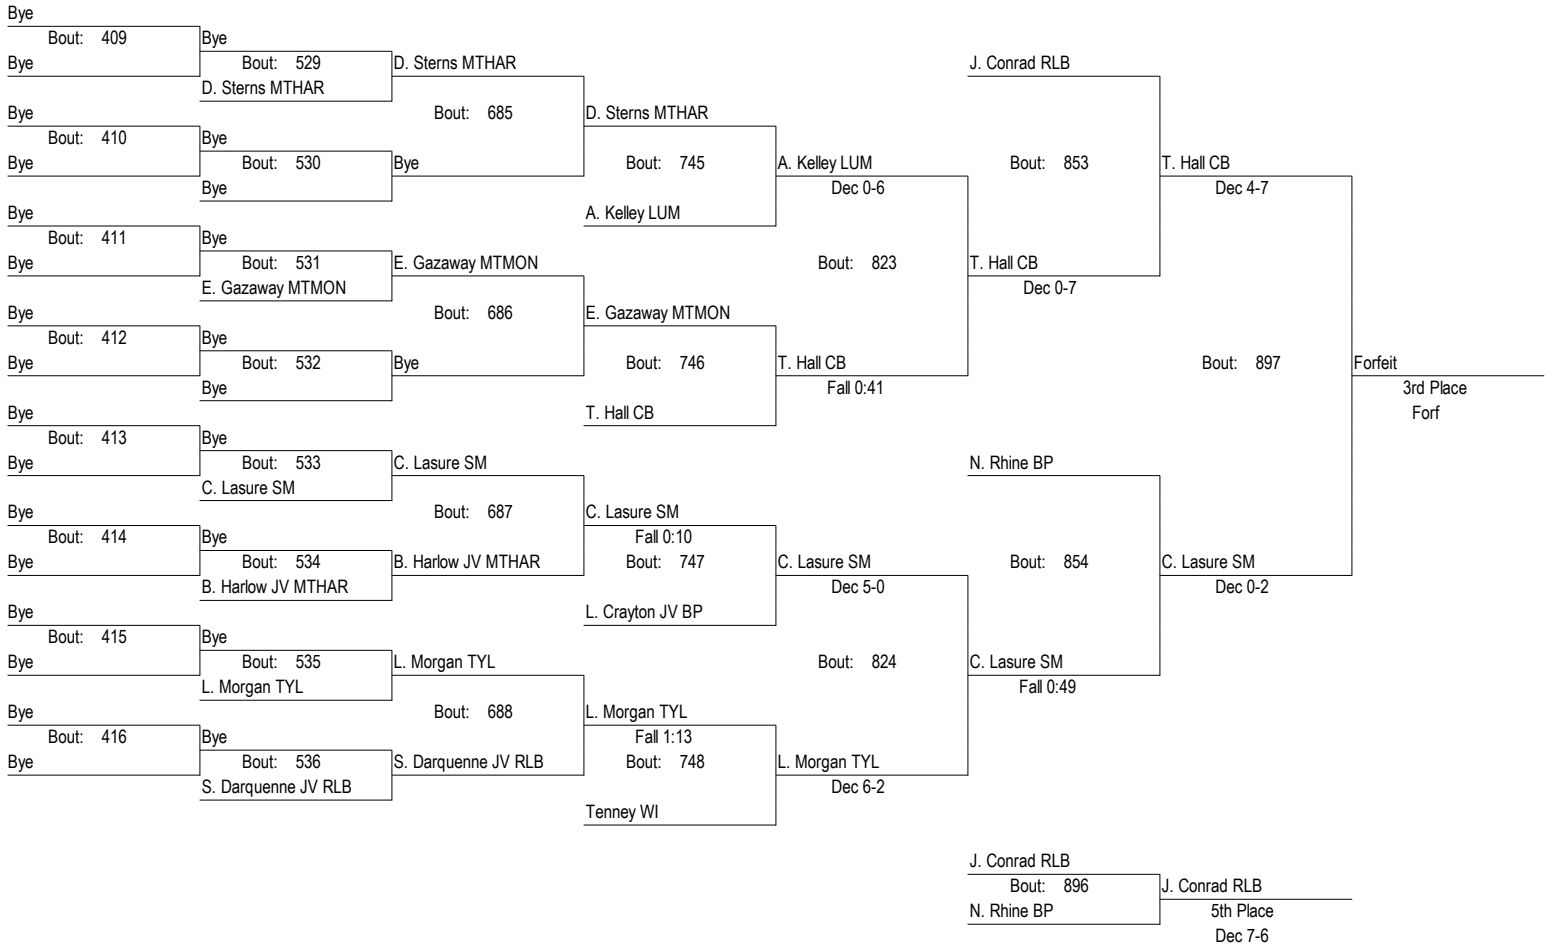 Bye
Bout: 409
Bye
Bye
Bout: 529
D. Sterns MTHAR
D. Sterns MTHAR
J. Conrad RLB
Bye
Bout: 410
Bye
Bout: 685
D. Sterns MTHAR
Bye
Bout: 530
Bye
Bye
Bout: 745
A. Kelley LUM
Dec 0-6
Bout: 853
T. Hall CB
Dec 4-7
A. Kelley LUM
Bye
Bout: 411
Bye
Bye
Bout: 531
E. Gazaway MTMON
E. Gazaway MTMON
Bout: 823
T. Hall CB
Dec 0-7
Bye
Bout: 412
Bye
Bout: 686
E. Gazaway MTMON
Bye
Bout: 532
Bye
Bye
Bout: 746
T. Hall CB
Fall 0:41
Bout: 897
Forfeit
3rd Place
Forf
T. Hall CB
Bye
Bout: 413
Bye
Bye
Bout: 533
C. Lasure SM
C. Lasure SM
N. Rhine BP
Bye
Bout: 414
Bye
Bout: 687
C. Lasure SM
Fall 0:10
Bye
Bout: 534
B. Harlow JV MTHAR
B. Harlow JV MTHAR
Bout: 747
C. Lasure SM
Dec 5-0
Bout: 854
C. Lasure SM
Dec 0-2
L. Crayton JV BP
Bye
Bout: 415
Bye
Bye
Bout: 535
L. Morgan TYL
L. Morgan TYL
Bout: 824
C. Lasure SM
Fall 0:49
Bye
Bout: 416
Bye
Bout: 688
L. Morgan TYL
Fall 1:13
Bye
Bout: 536
S. Darquenne JV RLB
S. Darquenne JV RLB
Bout: 748
L. Morgan TYL
Dec 6-2
Tenney WI
J. Conrad RLB
Bout: 896
N. Rhine BP
J. Conrad RLB
5th Place
Dec 7-6